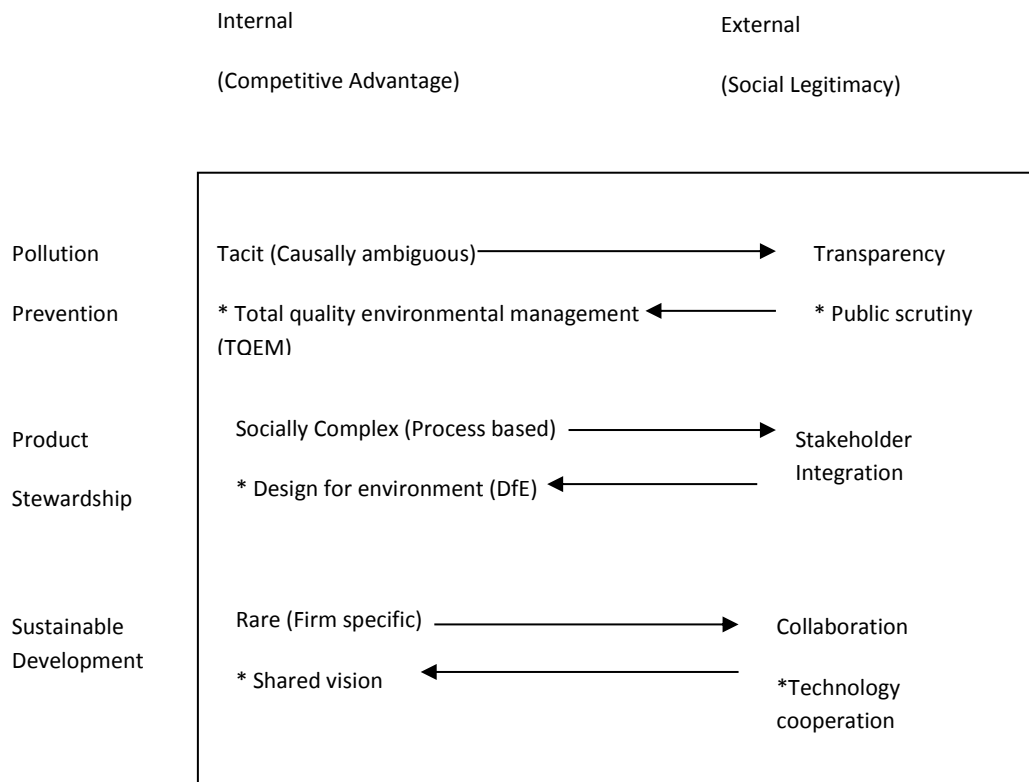 Internal
External
(Competitive Advantage)
(Social Legitimacy)
Pollution
Tacit (Causally ambiguous)
Transparency
Prevention
* Total quality environmental management
(TQEM)
* Public scrutiny
Product
Socially Complex (Process based)
Stakeholder
Integration
Stewardship
* Design for environment (DfE)
Sustainable
Development
Rare (Firm specific)
Collaboration
* Shared vision
*Technology
cooperation